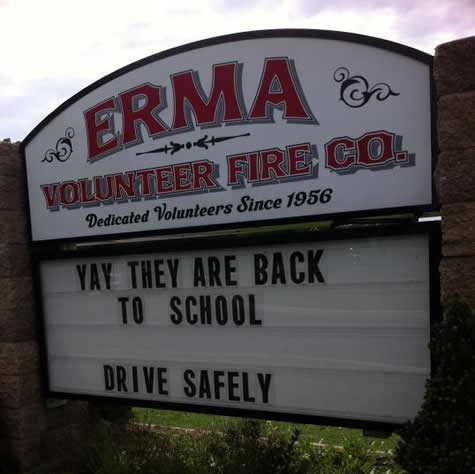 ERMA
VOLUNTEER FIRE CO.
Dedicated Volunteers Since 1956
YAY THEY ARE BACK
TO SCHOOL
DRIVE SAFELY